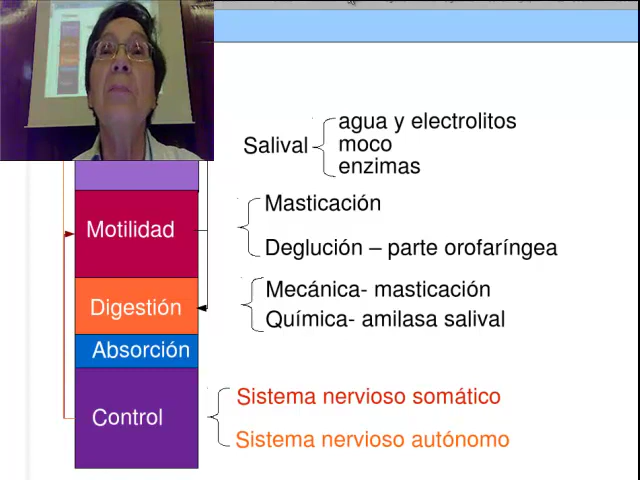 Salival
agua y electrolitos
moco
enzimas
Motilidad
Masticación
Deglución – parte orofaríngea
Digestión
Mecánica- masticación
Química- amilasa salival
Absorción
Control
Sistema nervioso somático
Sistema nervioso autónomo